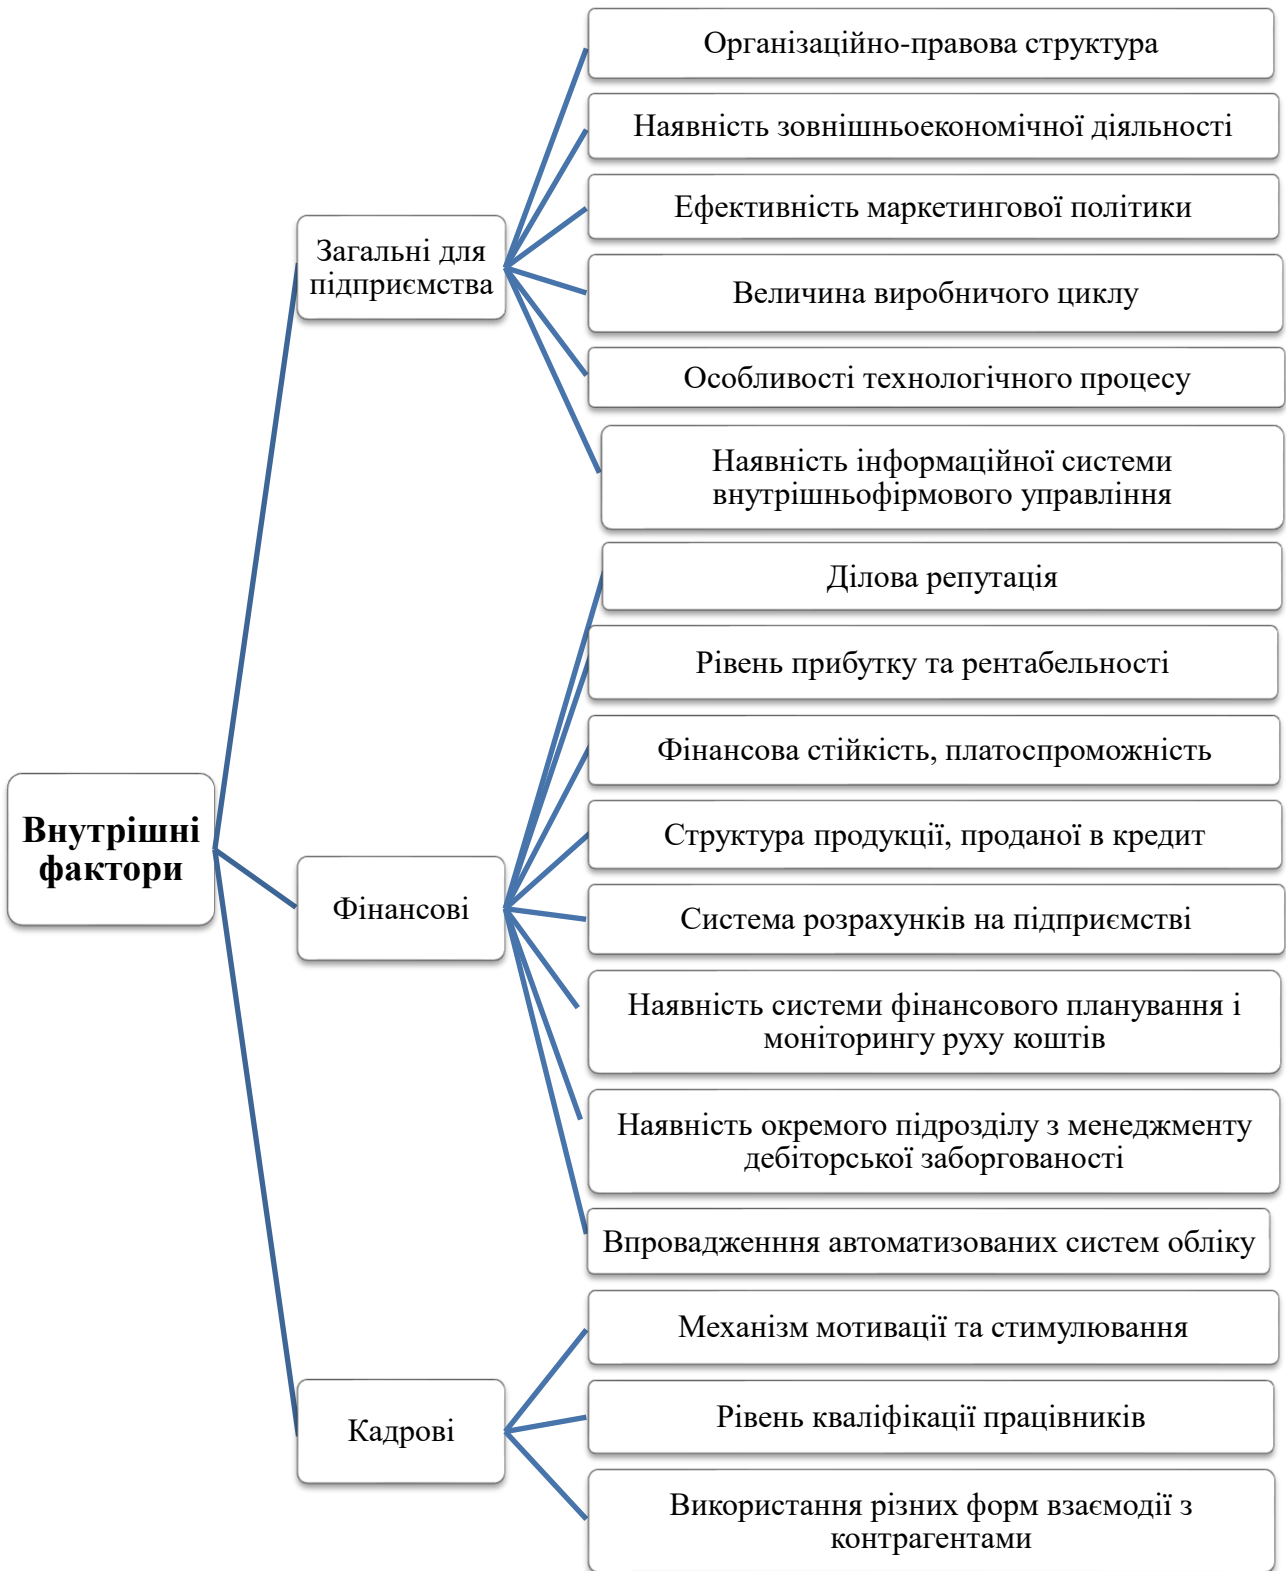 Організаційно-правова структура
Наявність зовнішньоекономічної діяльності
Ефективність маркетингової політики
Загальні для
підприємства
Величина виробничого циклу
Особливості технологічного процесу
Наявність інформаційної системи
внутрішньофірмового управління
Ділова репутація
Рівень прибутку та рентабельності
Фінансова стійкість, платоспроможність
Внутрішні
фактори
Структура продукції, проданої в кредит
Фінансові
Система розрахунків на підприємстві
Наявність системи фінансового планування і
моніторингу руху коштів
Наявність окремого підрозділу з менеджменту
дебіторської заборгованості
Впровадженння автоматизованих систем обліку
Механізм мотивації та стимулювання
Кадрові
Рівень кваліфікації працівників
Використання різних форм взаємодії з
контрагентами